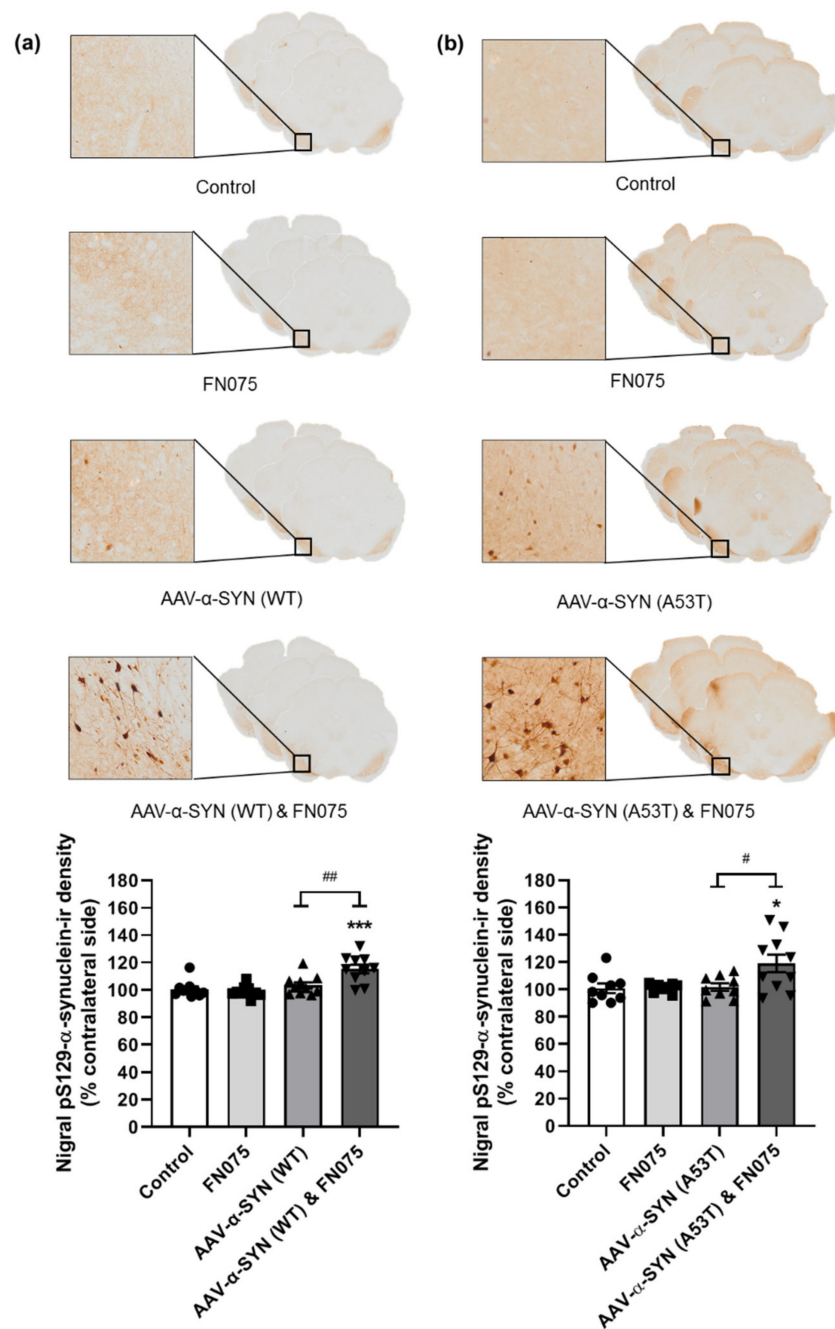 (a)
Control
FN075
AAV-α-SYN (WT)
AAV-α-SYN (WT) & FN075
Nigral pS129-α-synuclein-ir density
(% contralateral side)
180
160
140
120
100
80
60
40
20
0
##
***
Control
FN075
AAV-α-SYN (WT)
AAV-α-SYN (WT) & FN075
(b)
Control
FN075
AAV-α-SYN (A53T)
AAV-α-SYN (A53T) & FN075
Nigral pS129-α-synuclein-ir density
(% contralateral side)
180
160
140
120
100
80
60
40
20
0
#
*
Control
FN075
AAV-α-SYN (A53T)
AAV-α-SYN (A53T) & FN075